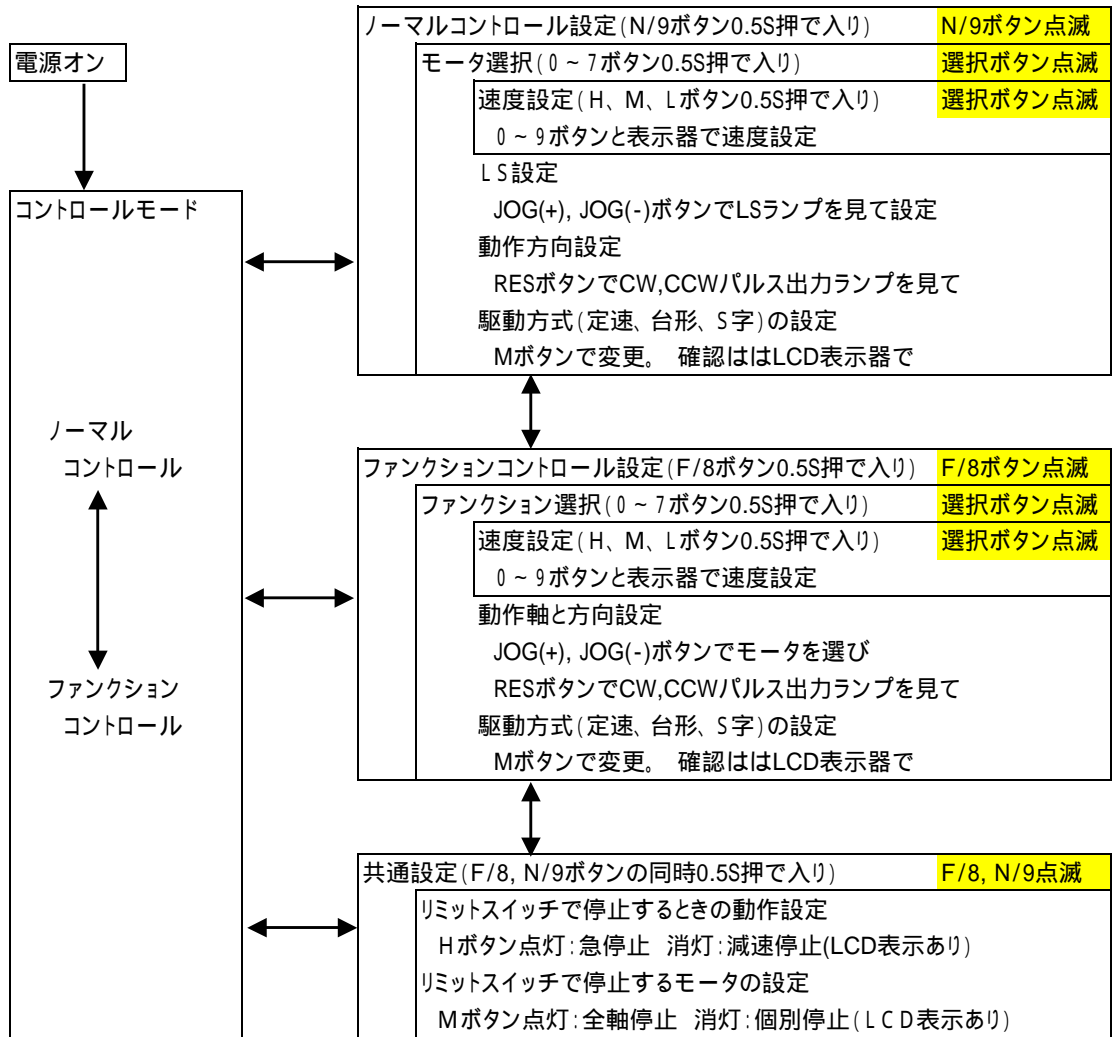 電源オン
コントロールモード
ノーマル
コントロール
ファンクション
コントロール
ノーマルコントロール設定(N/9ボタン0.5S押で入り) N/9ボタン点滅
モータ選択(0~7ボタン0.5S押で入り) 選択ボタン点滅
速度設定(H、M、Lボタン0.5S押で入り) 選択ボタン点滅
0~9ボタンと表示器で速度設定
LS設定
JOG(+), JOG(-)ボタンでLSランプを見て設定
動作方向設定
RESボタンでCW,CCWパルス出力ランプを見て
駆動方式(定速、台形、S字)の設定
Mボタンで変更。 確認ははLCD表示器で
ファンクションコントロール設定(F/8ボタン0.5S押で入り) F/8ボタン点滅
ファンクション選択(0~7ボタン0.5S押で入り) 選択ボタン点滅
速度設定(H、M、Lボタン0.5S押で入り) 選択ボタン点滅
0~9ボタンと表示器で速度設定
動作軸と方向設定
JOG(+), JOG(-)ボタンでモータを選び
RESボタンでCW,CCWパルス出力ランプを見て
駆動方式(定速、台形、S字)の設定
Mボタンで変更。 確認ははLCD表示器で
共通設定(F/8, N/9ボタンの同時0.5S押で入り) F/8, N/9点滅
リミットスイッチで停止するときの動作設定
Hボタン点灯:急停止 消灯:減速停止(LCD表示あり)
リミットスイッチで停止するモータの設定
Mボタン点灯:全軸停止 消灯:個別停止(LCD表示あり)